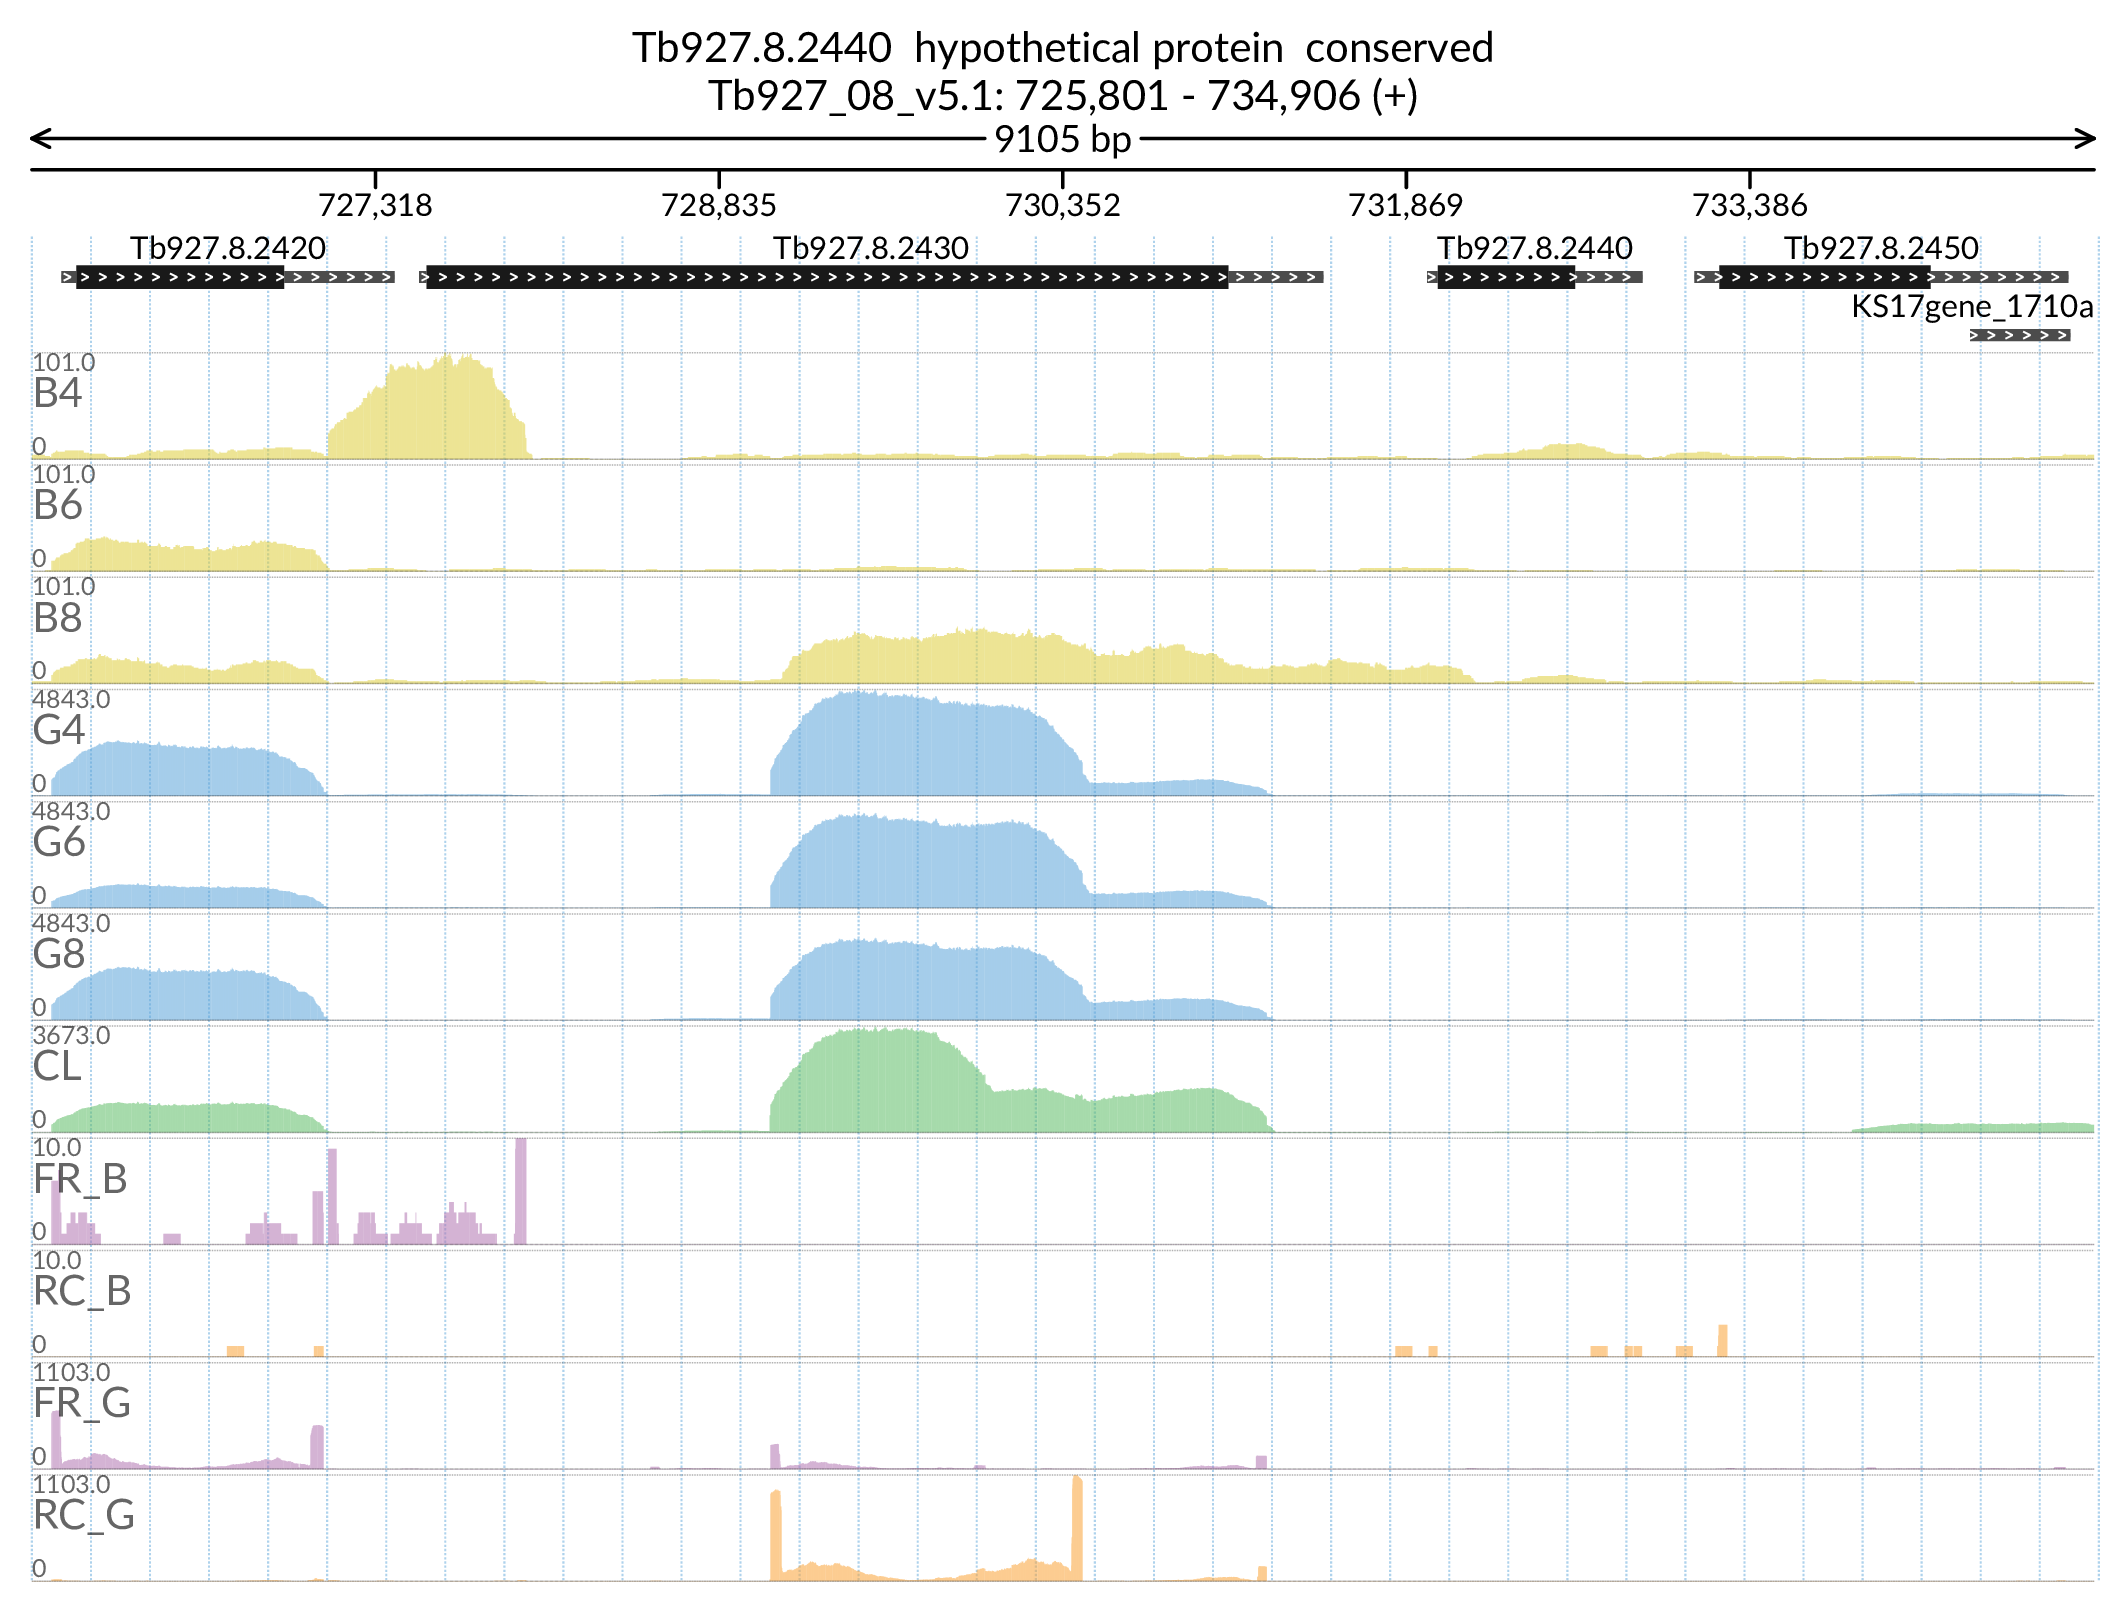 Tb927.8.2440  hypothetical protein  conserved
Tb927_08_v5.1: 725,801 - 734,906 (+)
9105 bp
727,318 728,835 730,352 731,869 733,386
Tb927.8.2420 Tb927.8.2430 Tb927.8.2440 Tb927.8.2450
KS17gene_1710a
101.0
B4
0
101.0
B6
0
101.0
B8
0
4843.0
G4
0
4843.0
G6
0
4843.0
G8
0
3673.0
CL
0
10.0
FR_B
0
10.0
RC_B
0
1103.0
FR_G
0
1103.0
RC_G
0